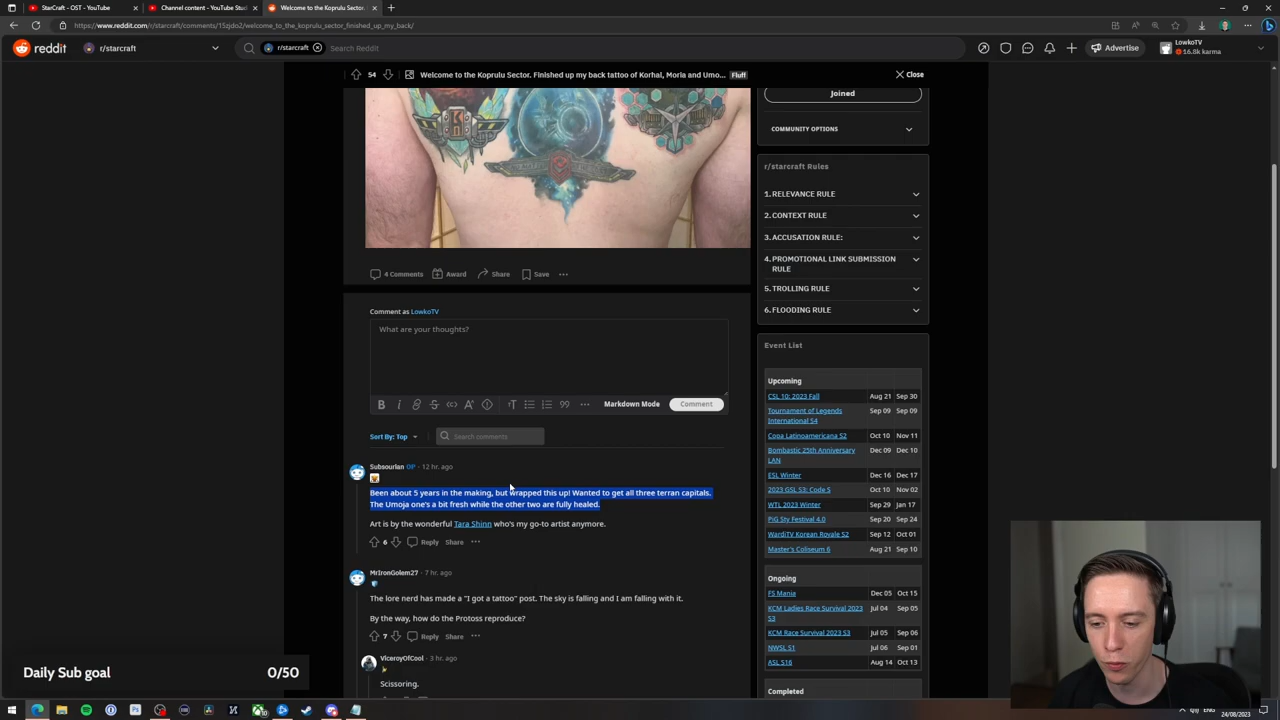 StarCraft - OST - YouTube
Channel content - YouTube Stud
Welcome to the Koprulu Sector.
https://www.reddit.com/r/starcraft/comments/15zjdo2/welcome_to_the_koprulu_sector_finished_up_my_back/
reddit
r/starcraft
r/starcraft
Search Reddit
Advertise
LowkoTV
16.8k karma
54
Welcome to the Koprulu Sector. Finished up my back tattoo of Korhal, Moria and Umo...
Fluff
Close
Joined
COMMUNITY OPTIONS
r/starcraft Rules
1. RELEVANCE RULE
2. CONTEXT RULE
3. ACCUSATION RULE:
4. PROMOTIONAL LINK SUBMISSION
RULE
5. TROLLING RULE
6. FLOODING RULE
4 Comments
Award
Share
Save
Comment as LowkoTV
What are your thoughts?
Markdown Mode
Comment
Sort By: Top
Search comments
Subsourian OP · 12 hr. ago
Been about 5 years in the making, but wrapped this up! Wanted to get all three terran capitals.
The Umoja one's a bit fresh while the other two are fully healed.
Art is by the wonderful Tara Shinn who's my go-to artist anymore.
6
Reply
Share
MrIronGolem27 · 7 hr. ago
The lore nerd has made a "I got a tattoo" post. The sky is falling and I am falling with it.
By the way, how do the Protoss reproduce?
7
Reply
Share
ViceroyOfCool · 3 hr. ago
Scissoring.
Event List
Upcoming
CSL 10: 2023 Fall Aug 21 Sep 30
Tournament of Legends
International S4 Sep 09 Sep 09
Copa Latinoamericana S2 Oct 10 Nov 11
Bombastic 25th Anniversary
LAN Dec 09 Dec 10
ESL Winter Dec 16 Dec 17
2023 GSL S3: Code S Oct 10 Nov 02
WTL 2023 Winter Sep 29 Jan 17
PiG Sty Festival 4.0 Sep 20 Sep 24
WardiTV Korean Royale S2 Sep 12 Oct 01
Master's Coliseum 6 Aug 21 Sep 10
Ongoing
FS Mania Dec 05 Oct 15
KCM Ladies Race Survival 2023
S3 Jul 04 Sep 05
KCM Race Survival 2023 S3 Jul 05 Sep 06
NWSL S1 Jul 06 Sep 01
ASL S16 Aug 14 Oct 13
Completed
Daily Sub goal
0/50
ENG
24/08/2023